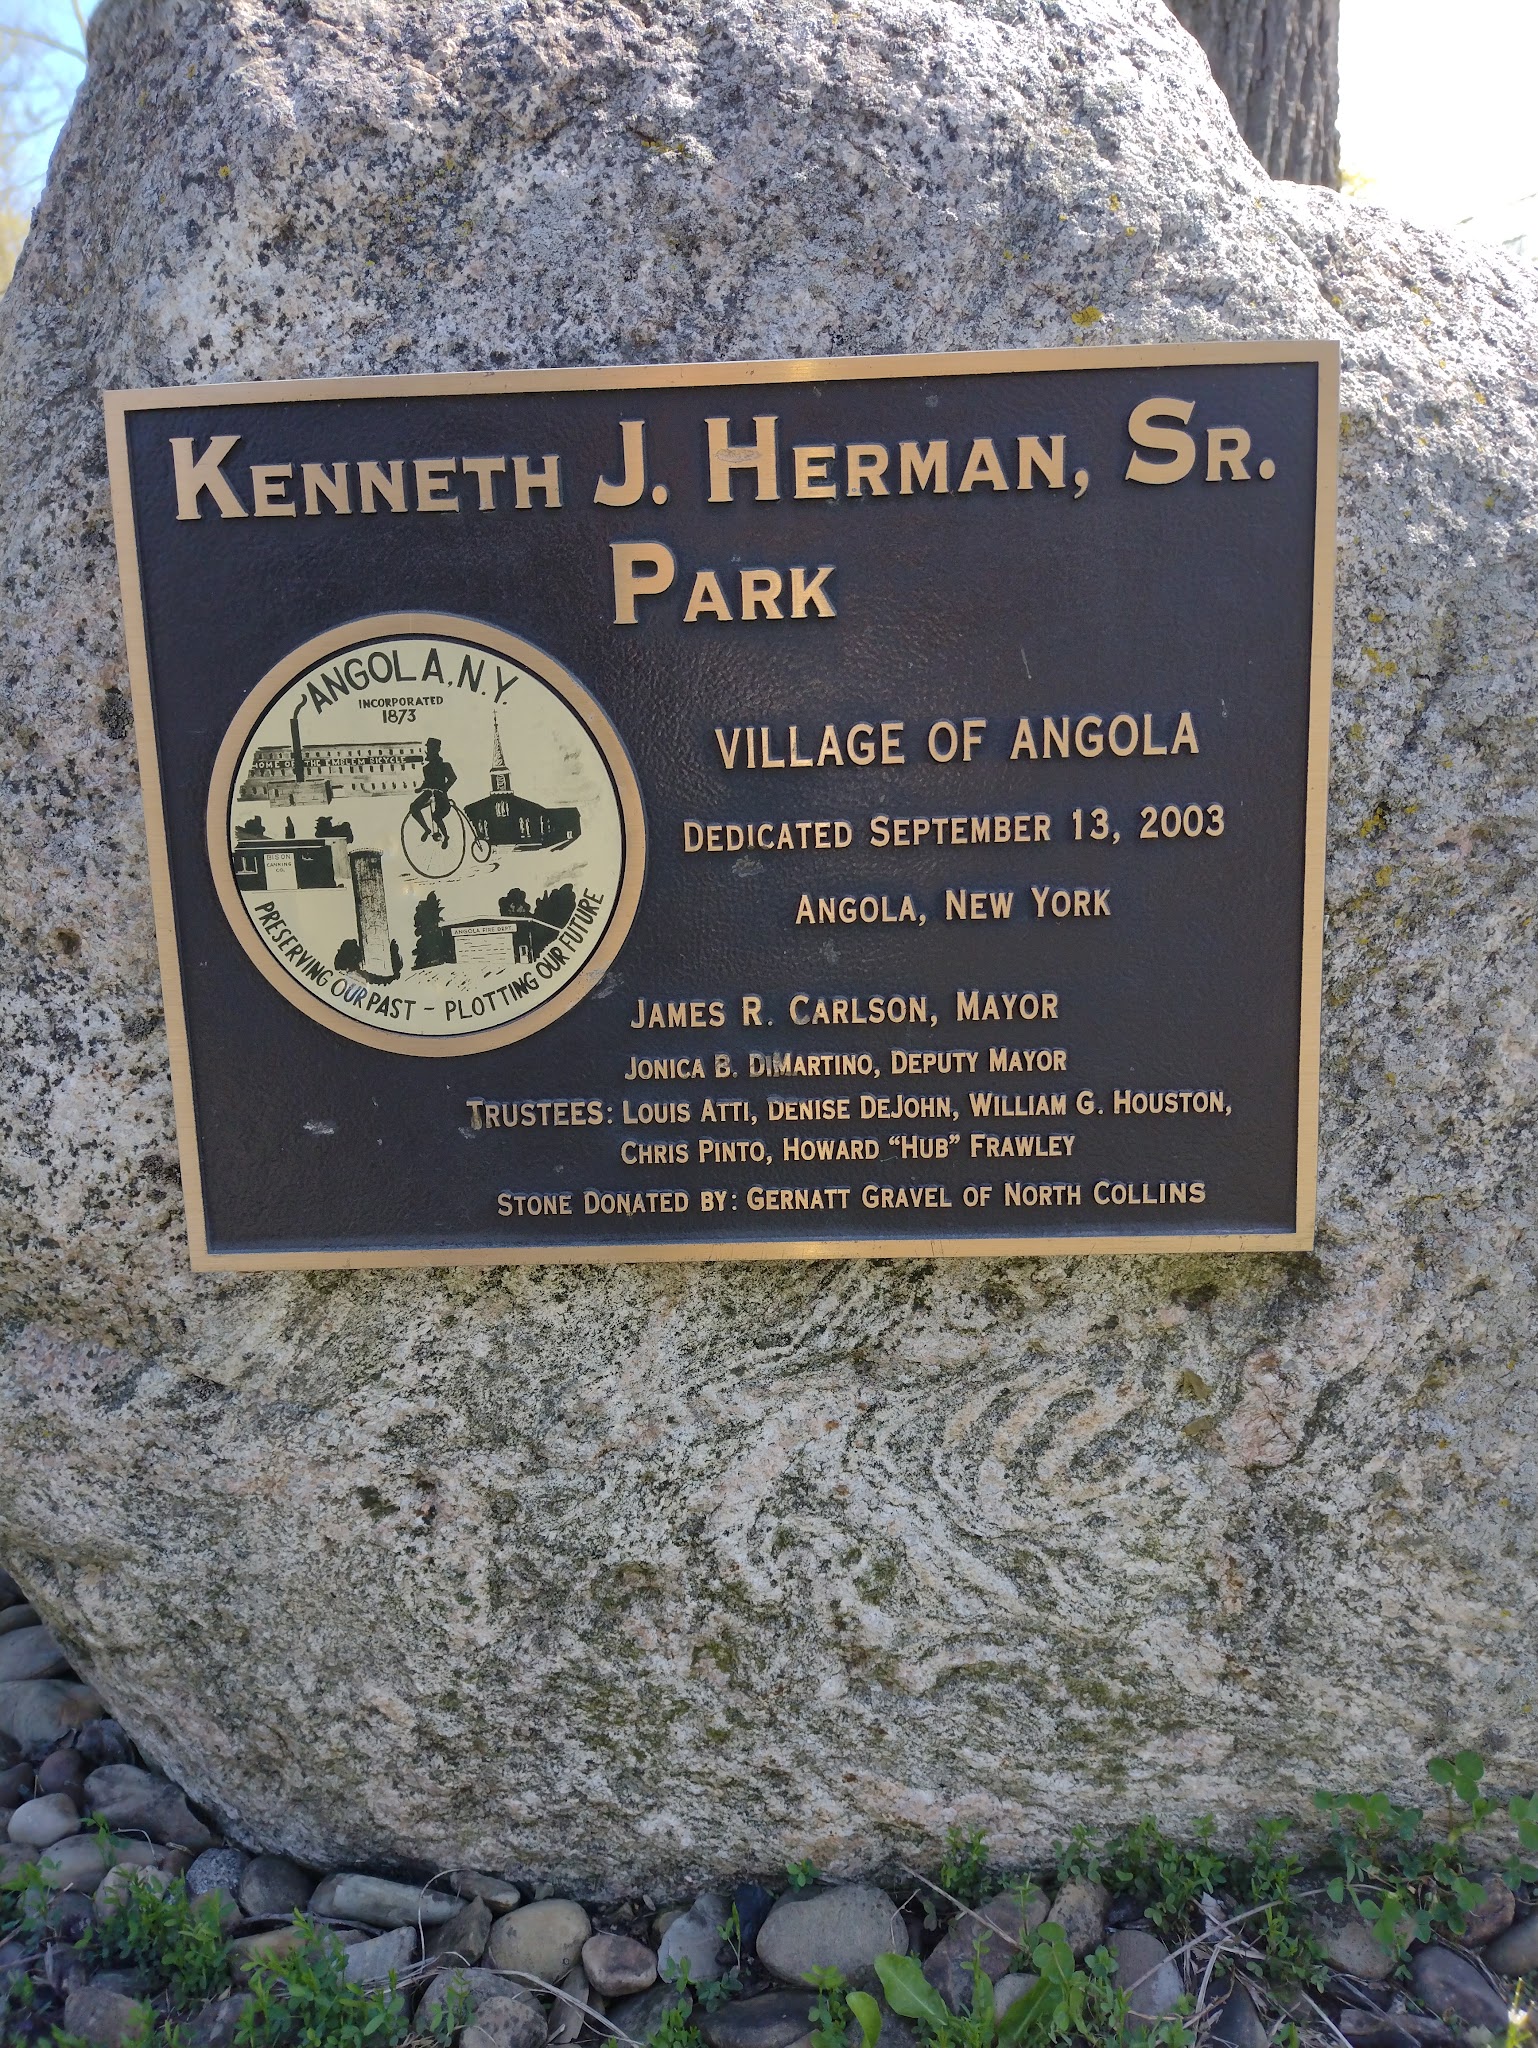 KENNETH J. HERMAN, SR.
PARK
ANGOLA, N.Y.
INCORPORATED
1873
HOME OF THE EMBLEM BICYCLE
BISON
CANNING
CO.
ANGOLA FIRE DEPT.
PRESERVING OUR PAST - PLOTTING OUR FUTURE
VILLAGE OF ANGOLA
DEDICATED SEPTEMBER 13, 2003
ANGOLA, NEW YORK
JAMES R. CARLSON, MAYOR
JONICA B. DIMARTINO, DEPUTY MAYOR
TRUSTEES: LOUIS ATTI, DENISE DEJOHN, WILLIAM G. HOUSTON,
CHRIS PINTO, HOWARD “HUB” FRAWLEY
STONE DONATED BY: GERNATT GRAVEL OF NORTH COLLINS